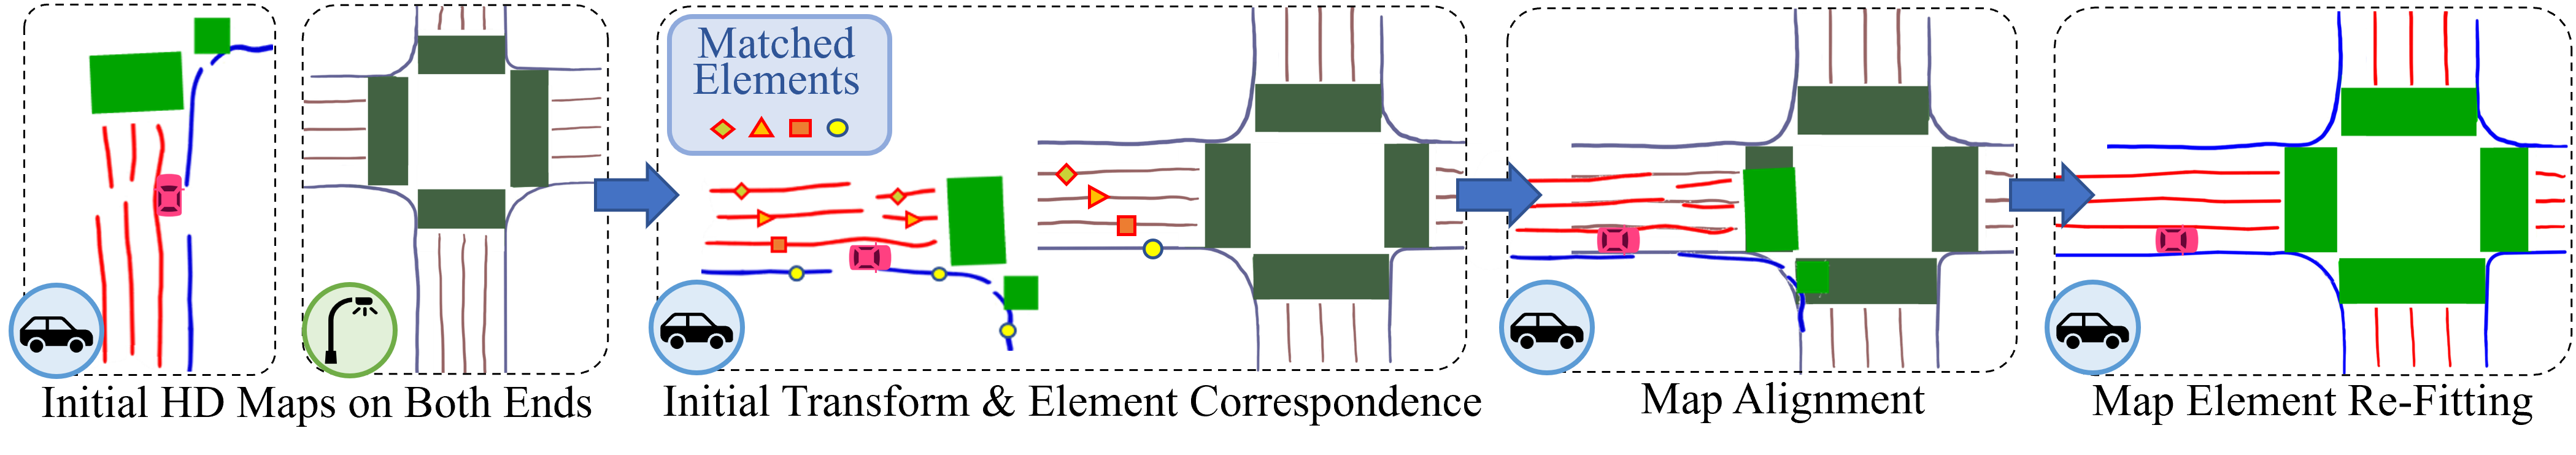 Matched
Elements
Initial HD Maps on Both Ends
Initial Transform & Element Correspondence
Map Alignment
Map Element Re-Fitting